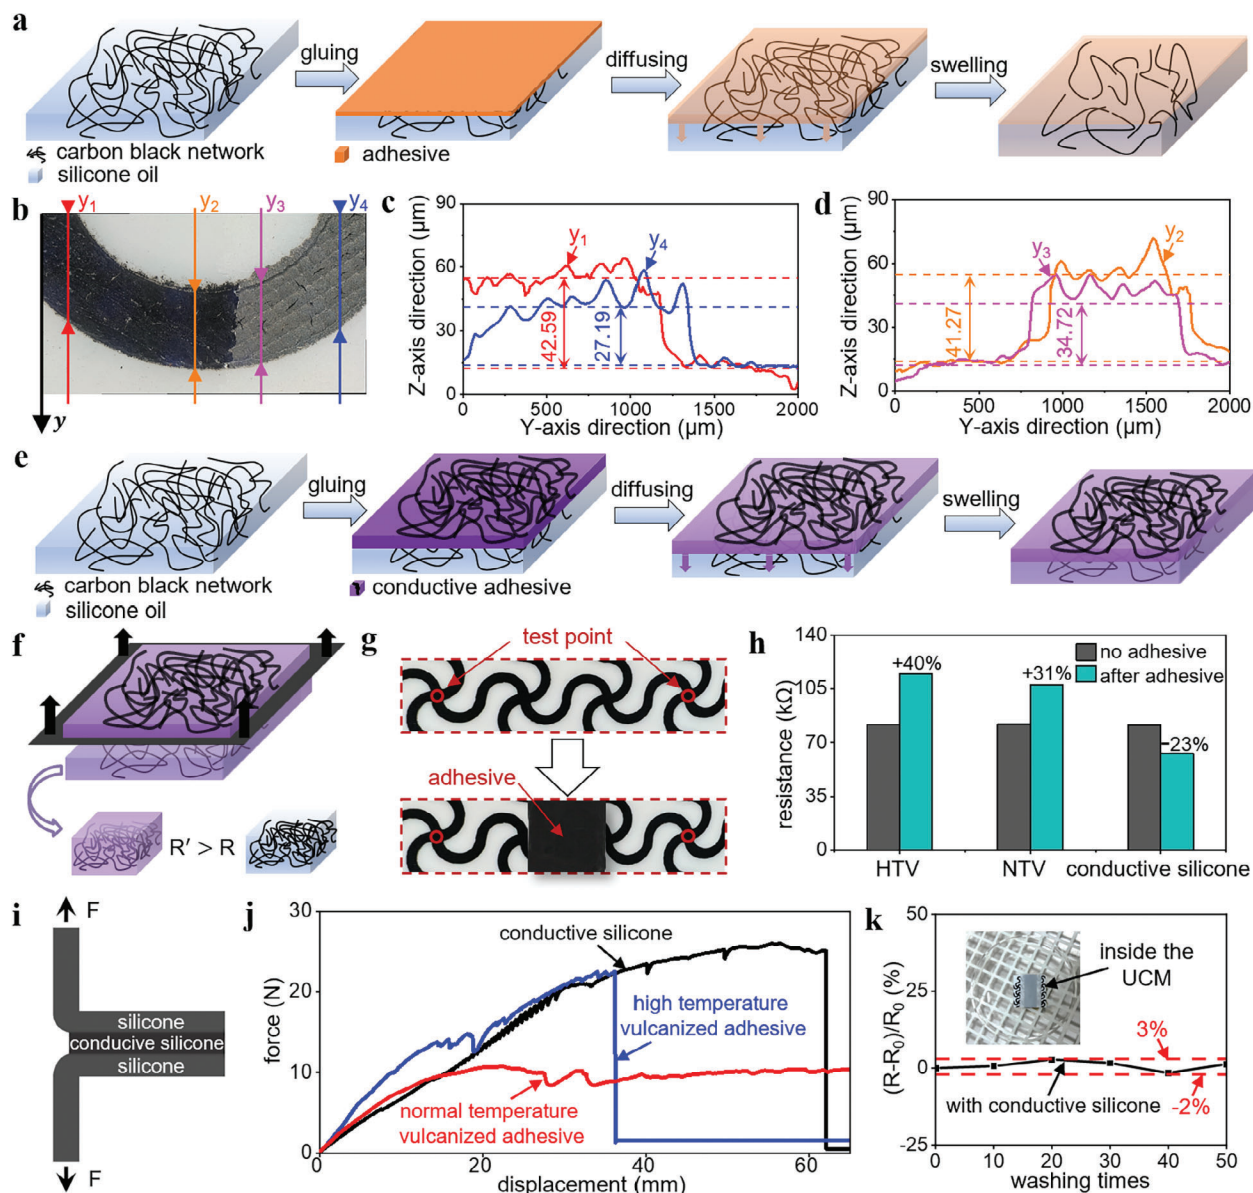 a
gluing
diffusing
swelling
carbon black network
silicone oil
adhesive
b
y1
y2
y3
y4
y
c
90
60
30
0
Z-axis direction (μm)
y1
y4
42.59
27.19
0
500
1000
1500
2000
Y-axis direction (μm)
d
90
60
30
0
Z-axis direction (μm)
y3
y2
41.27
34.72
0
500
1000
1500
2000
Y-axis direction (μm)
e
gluing
diffusing
swelling
carbon black network
silicone oil
conductive adhesive
f
R' > R
g
test point
adhesive
h
140
105
70
35
0
resistance (kΩ)
no adhesive
after adhesive
+40%
+31%
-23%
HTV
NTV
conductive silicone
i
F
silicone
conducive silicone
silicone
F
j
30
20
10
0
force (N)
conductive silicone
high temperature
vulcanized adhesive
normal temperature
vulcanized adhesive
0
20
40
60
displacement (mm)
k
50
25
0
-25
(R-R0)/R0 (%)
inside the
UCM
3%
with conductive silicone
-2%
0
10
20
30
40
50
washing times